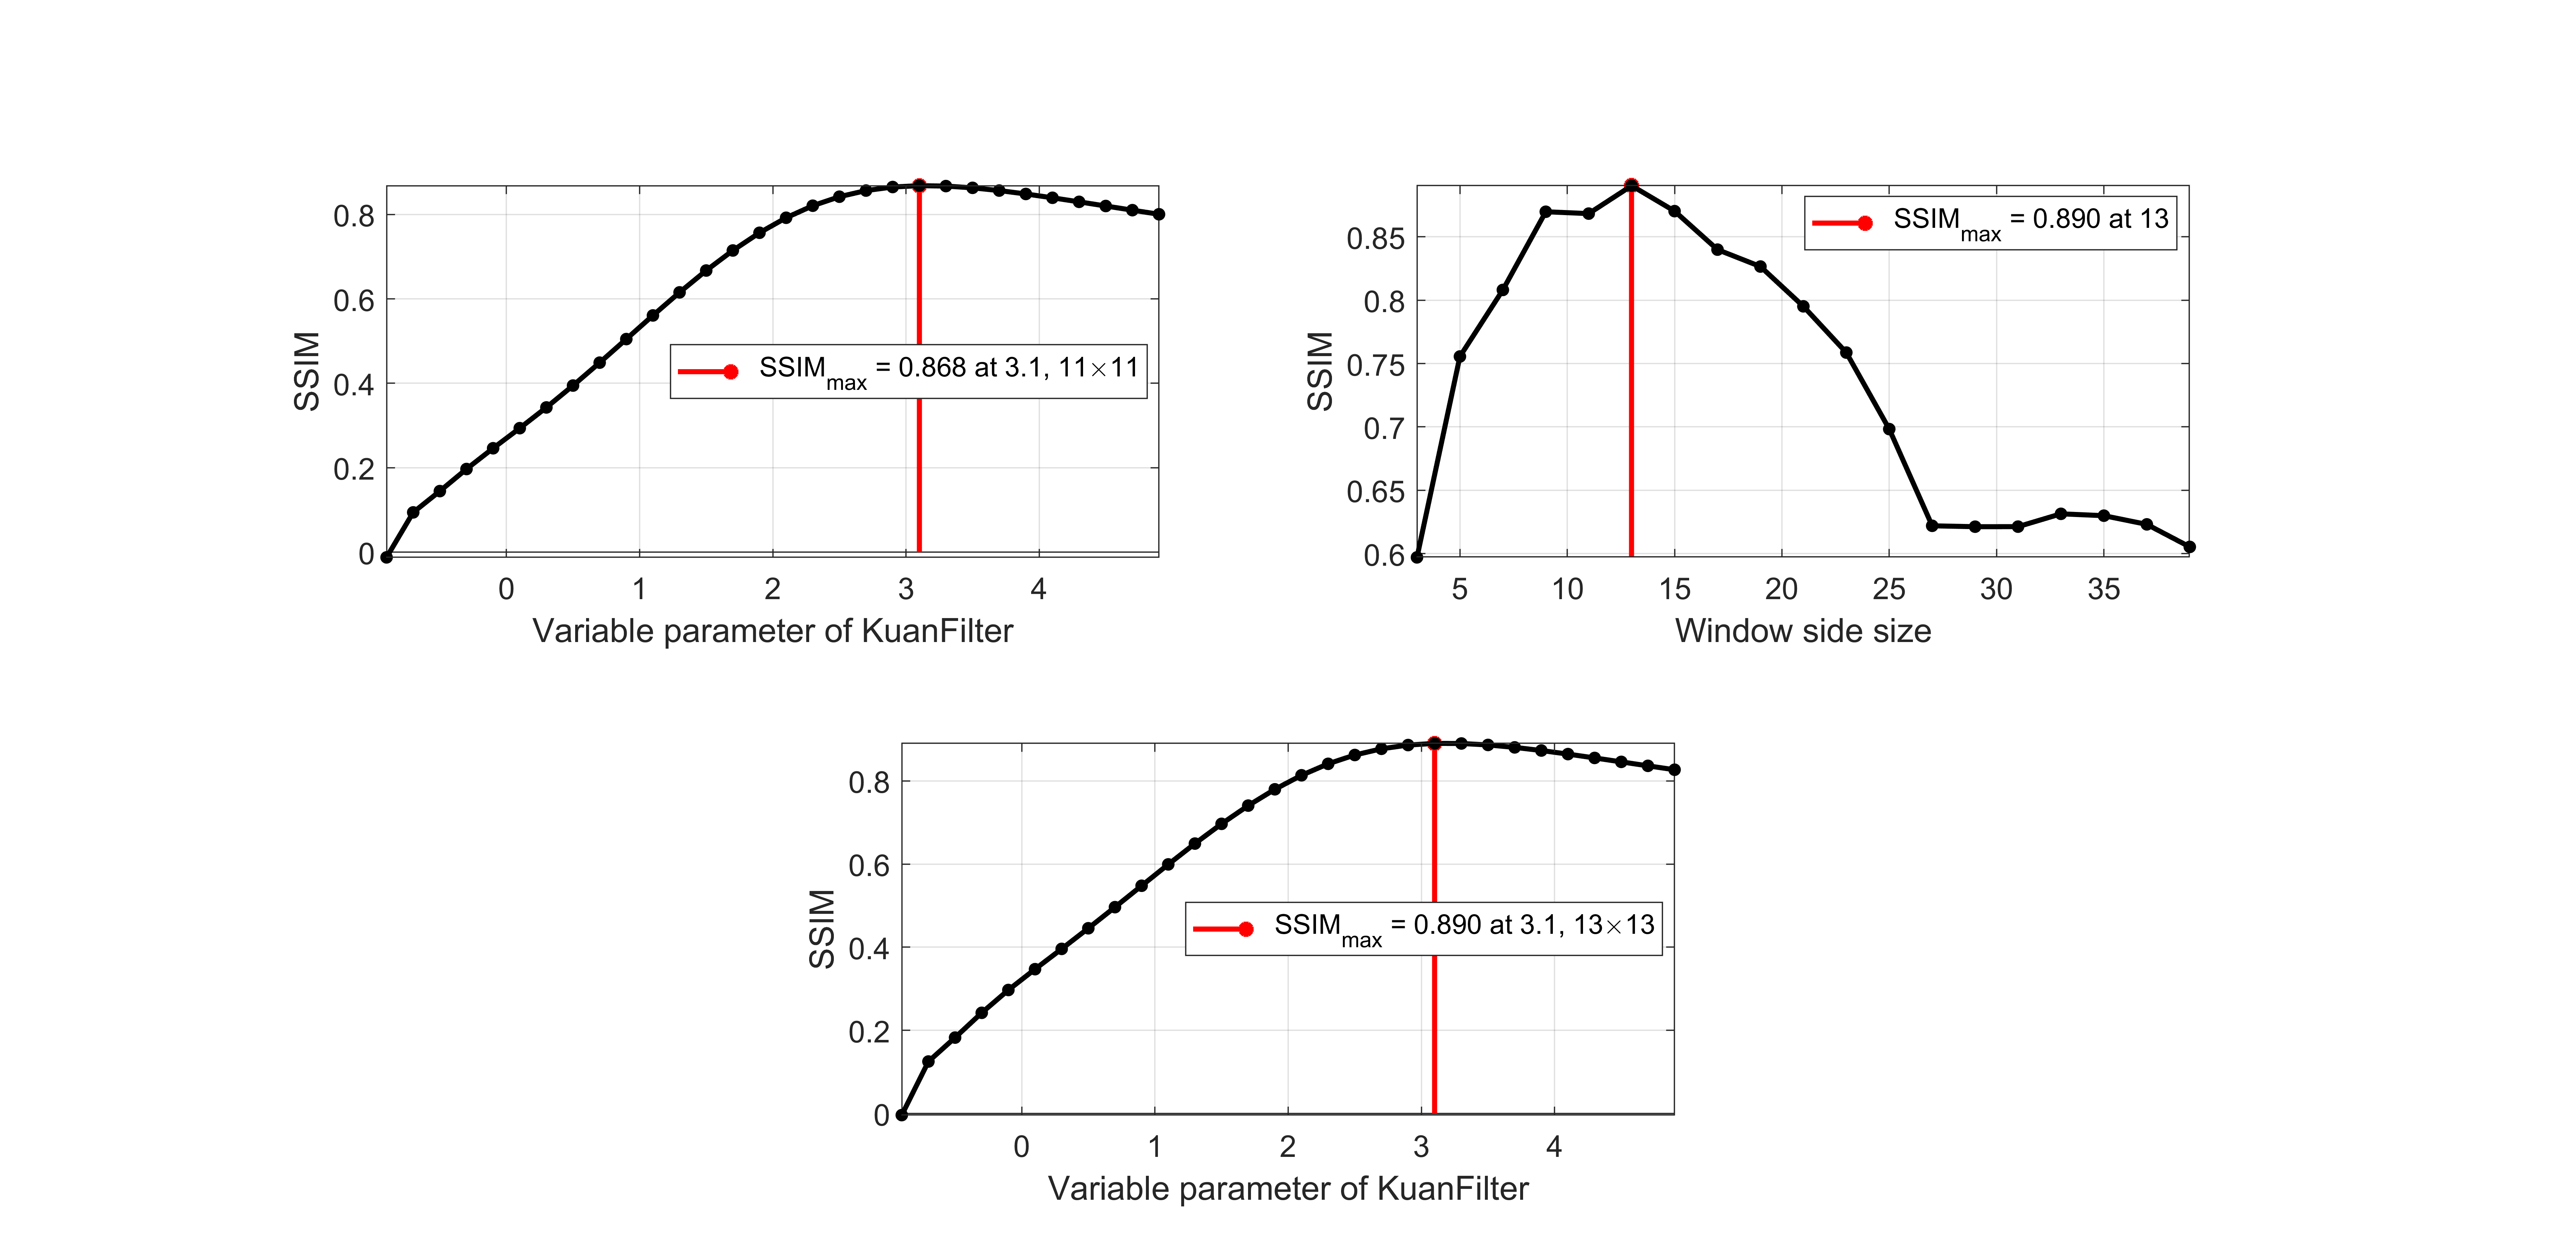 SSIM
0.8
0.6
0.4
0.2
0
SSIM_max = 0.868 at 3.1, 11×11
0 1 2 3 4
Variable parameter of KuanFilter
SSIM
0.85
0.8
0.75
0.7
0.65
0.6
SSIM_max = 0.890 at 13
5 10 15 20 25 30 35
Window side size
SSIM
0.8
0.6
0.4
0.2
0
SSIM_max = 0.890 at 3.1, 13×13
0 1 2 3 4
Variable parameter of KuanFilter